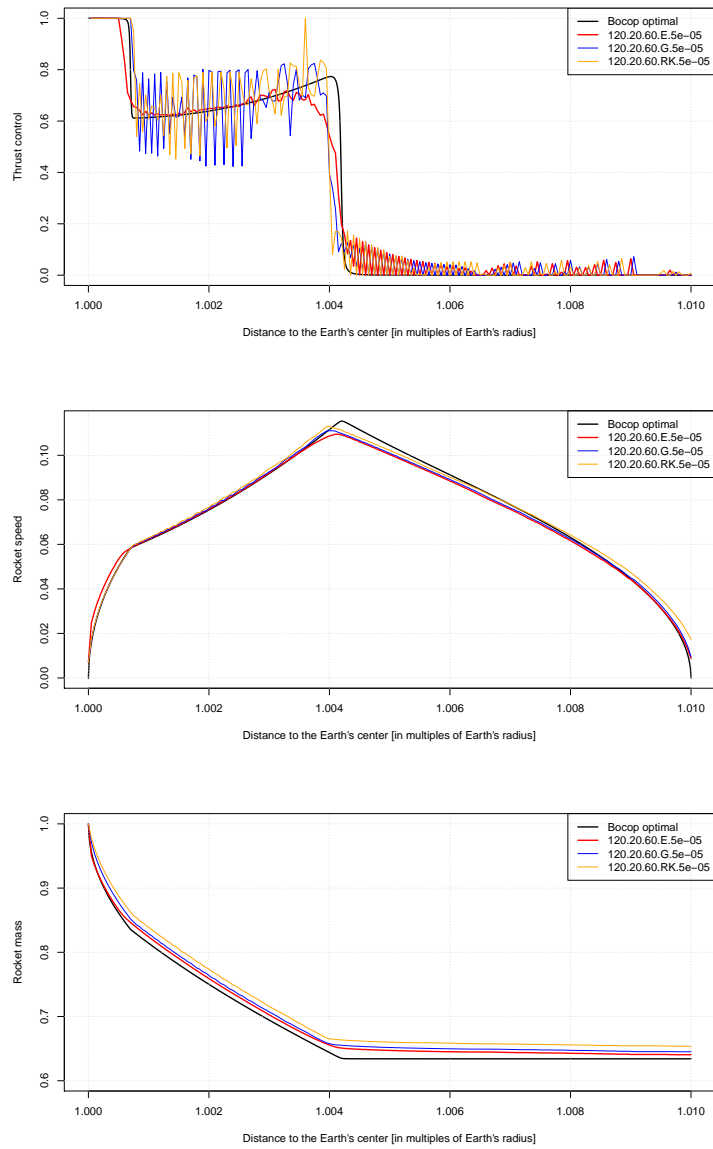 Thrust control
1.0
0.8
0.6
0.4
0.2
0.0
Bocop optimal
120.20.60.E.5e−05
120.20.60.G.5e−05
120.20.60.RK.5e−05
1.000 1.002 1.004 1.006 1.008 1.010
Distance to the Earth's center [in multiples of Earth's radius]
Rocket speed
0.10
0.08
0.06
0.04
0.02
0.00
Bocop optimal
120.20.60.E.5e−05
120.20.60.G.5e−05
120.20.60.RK.5e−05
1.000 1.002 1.004 1.006 1.008 1.010
Distance to the Earth's center [in multiples of Earth's radius]
Rocket mass
1.0
0.9
0.8
0.7
0.6
Bocop optimal
120.20.60.E.5e−05
120.20.60.G.5e−05
120.20.60.RK.5e−05
1.000 1.002 1.004 1.006 1.008 1.010
Distance to the Earth's center [in multiples of Earth's radius]